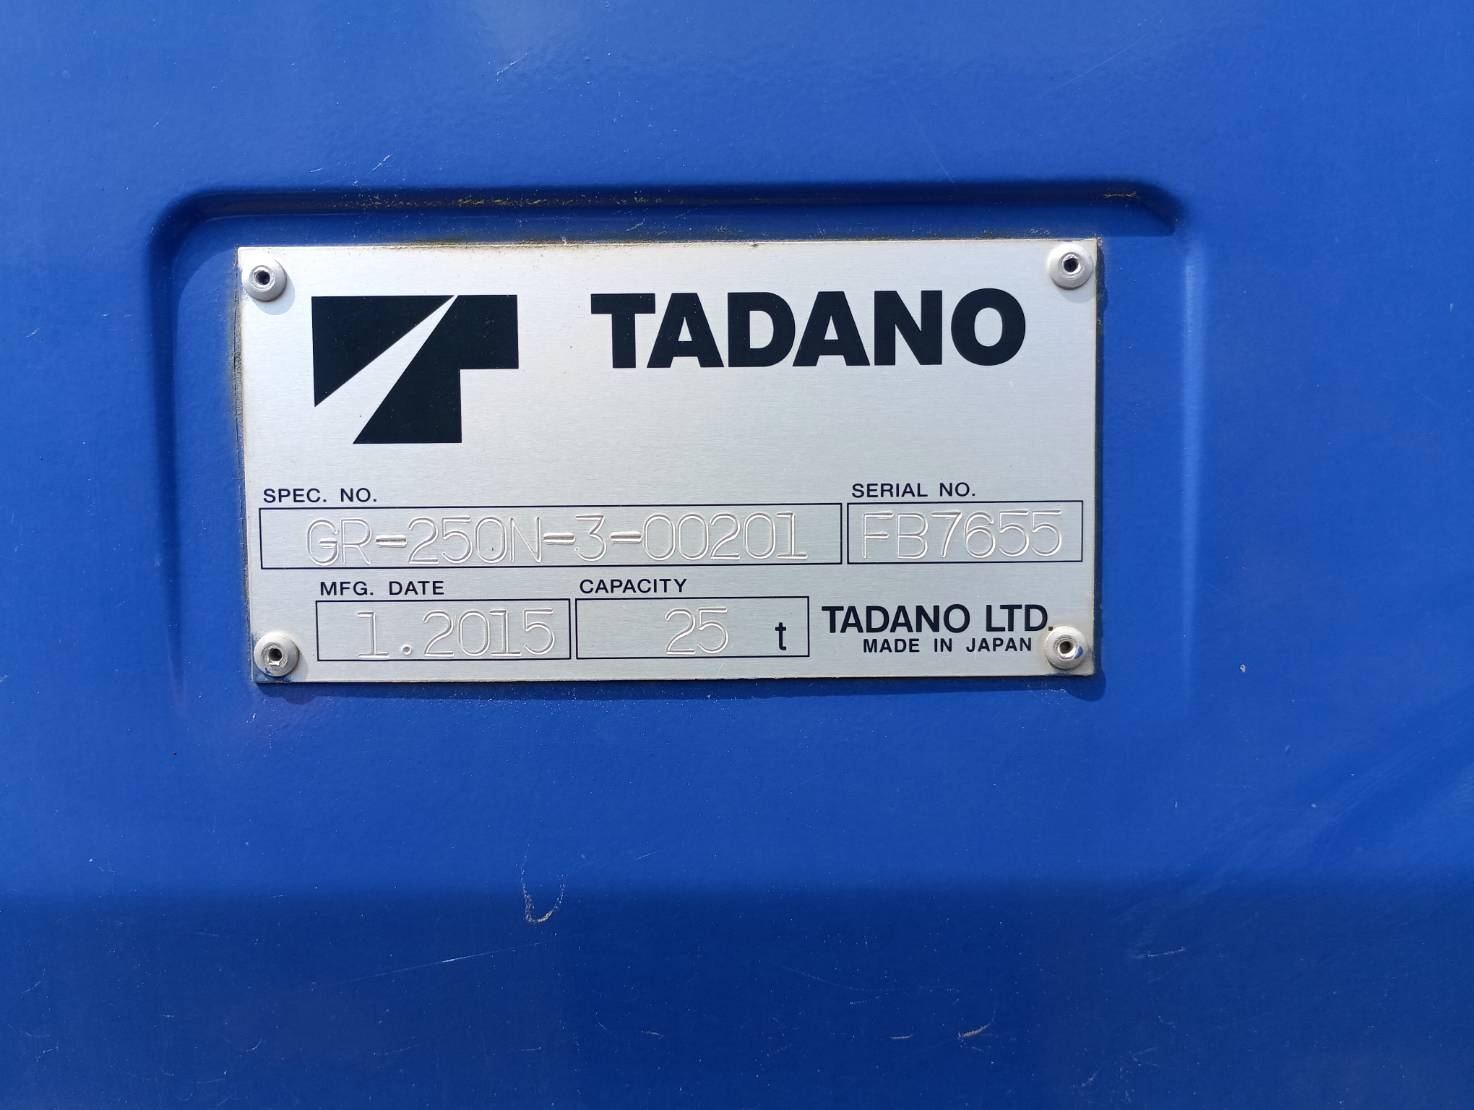 TADANO
SPEC. NO. SERIAL NO.
GR-250N-3-00201 FB7655
MFG. DATE CAPACITY
1.2015 25 t
TADANO LTD.
MADE IN JAPAN